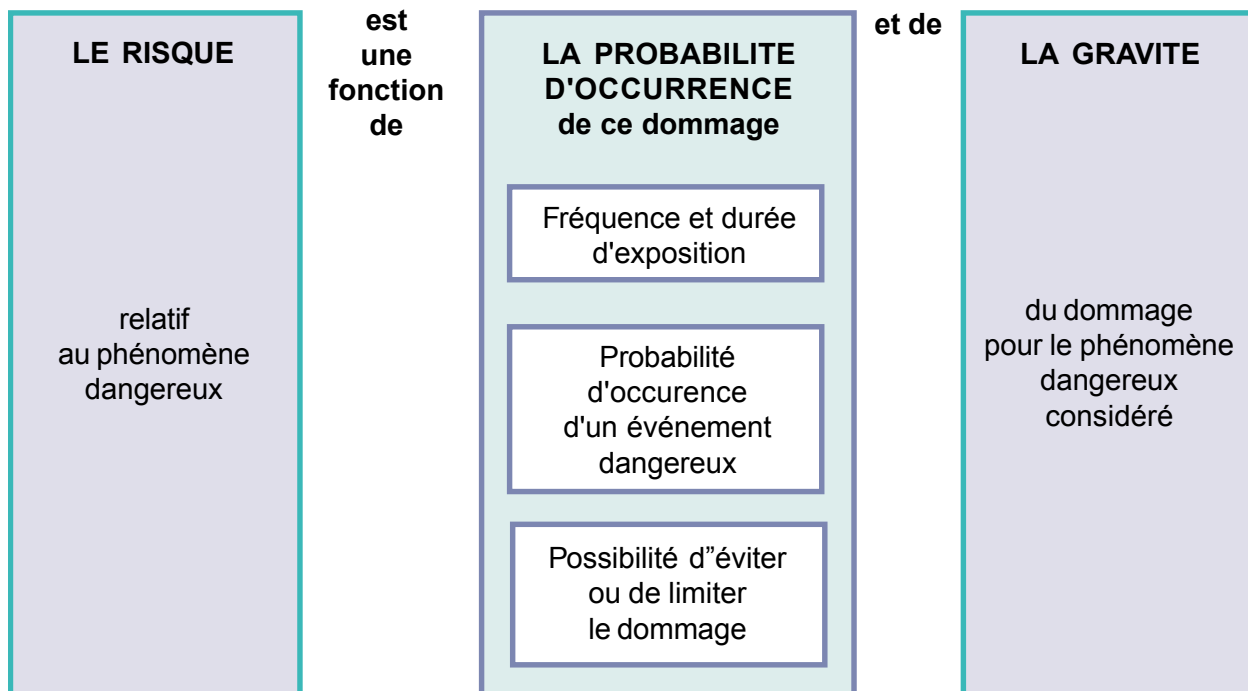 LE RISQUE
relatif
au phénomène
dangereux
est
une
fonction
de
LA PROBABILITE
D'OCCURRENCE
de ce dommage
Fréquence et durée
d'exposition
Probabilité
d'occurence
d'un événement
dangereux
Possibilité d"éviter
ou de limiter
le dommage
et de
LA GRAVITE
du dommage
pour le phénomène
dangereux
considéré